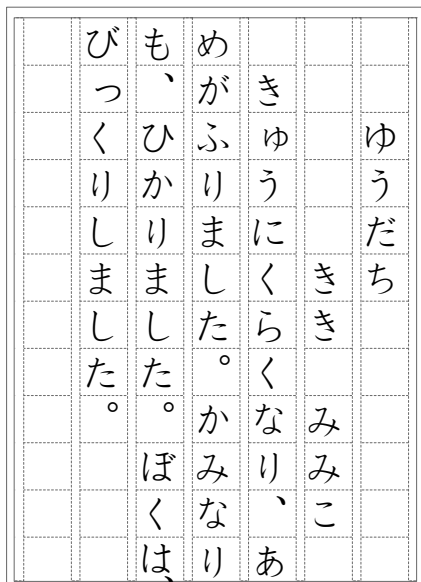 ゆうだち
きき　みみこ
きゅうにくらくなり、あ
めがふりました。かみなり
も、ひかりました。ぼくは、
びっくりしました。